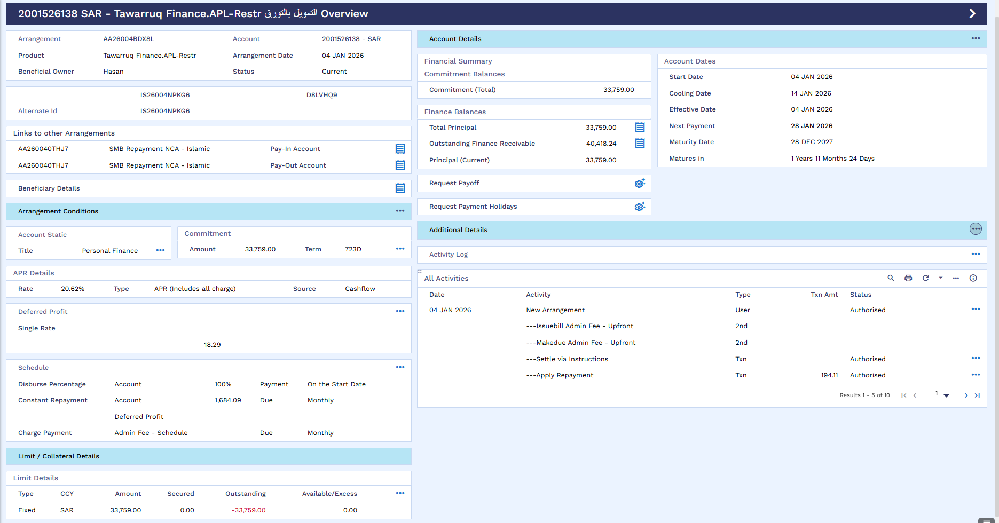 2001526138 SAR - Tawarruq Finance.APL-Restr التمويل بالتورق Overview
Arrangement AA26004BDX8L Account 2001526138 - SAR
Product Tawarruq Finance.APL-Restr Arrangement Date 04 JAN 2026
Beneficial Owner Hasan Status Current
IS26004NPKG6 D8LVHQ9
Alternate Id IS26004NPKG6
Links to other Arrangements
AA260040THJ7 SMB Repayment NCA - Islamic Pay-In Account
AA260040THJ7 SMB Repayment NCA - Islamic Pay-Out Account
Beneficiary Details
Arrangement Conditions
Account Static
Title Personal Finance
Commitment
Amount 33,759.00 Term 723D
APR Details
Rate 20.62% Type APR (Includes all charge) Source Cashflow
Deferred Profit
Single Rate
18.29
Schedule
Disburse Percentage Account 100% Payment On the Start Date
Constant Repayment Account 1,684.09 Due Monthly
Deferred Profit
Charge Payment Admin Fee - Schedule Due Monthly
Limit / Collateral Details
Limit Details
Type CCY Amount Secured Outstanding Available/Excess
Fixed SAR 33,759.00 0.00 -33,759.00 0.00
Account Details
Financial Summary
Commitment Balances
Commitment (Total) 33,759.00
Finance Balances
Total Principal 33,759.00
Outstanding Finance Receivable 40,418.24
Principal (Current) 33,759.00
Request Payoff
Request Payment Holidays
Account Dates
Start Date 04 JAN 2026
Cooling Date 14 JAN 2026
Effective Date 04 JAN 2026
Next Payment 28 JAN 2026
Maturity Date 28 DEC 2027
Matures in 1 Years 11 Months 24 Days
Additional Details
Activity Log
All Activities
Date Activity Type Txn Amt Status
04 JAN 2026 New Arrangement User Authorised
---Issuebill Admin Fee - Upfront 2nd
---Makedue Admin Fee - Upfront 2nd
---Settle via Instructions Txn Authorised
---Apply Repayment Txn 194.11 Authorised
Results 1 - 5 of 10 1